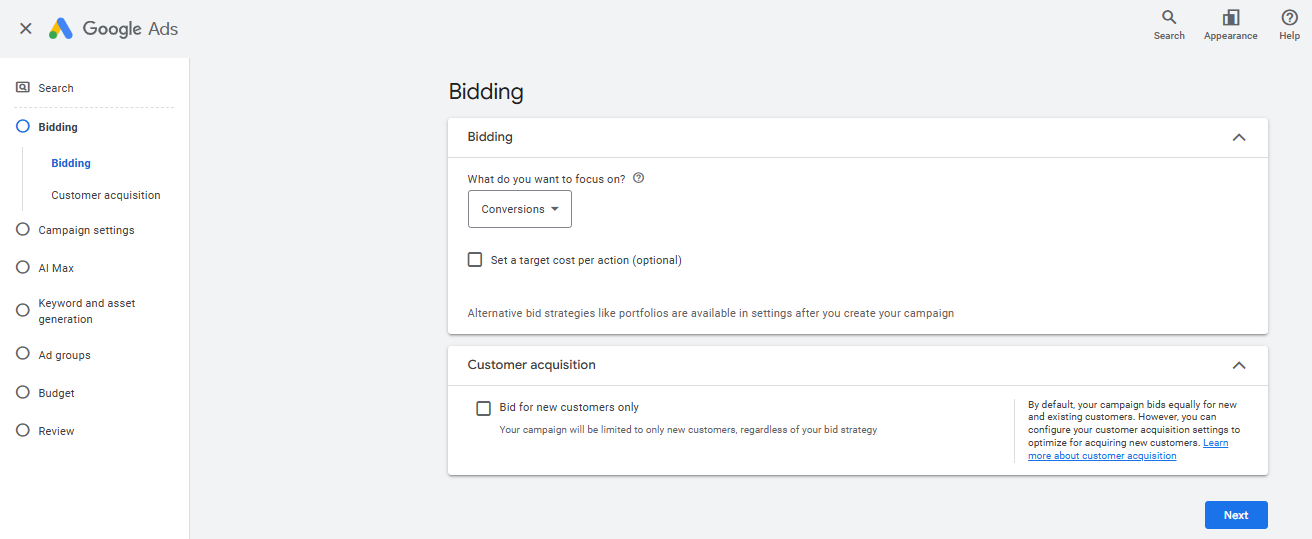 Google Ads
Search
Appearance
Help
Search
Bidding
Bidding
Customer acquisition
Campaign settings
AI Max
Keyword and asset
generation
Ad groups
Budget
Review
Bidding
Bidding
What do you want to focus on?
Conversions
Set a target cost per action (optional)
Alternative bid strategies like portfolios are available in settings after you create your campaign
Customer acquisition
Bid for new customers only
Your campaign will be limited to only new customers, regardless of your bid strategy
By default, your campaign bids equally for new
and existing customers. However, you can
configure your customer acquisition settings to
optimize for acquiring new customers. Learn
more about customer acquisition
Next